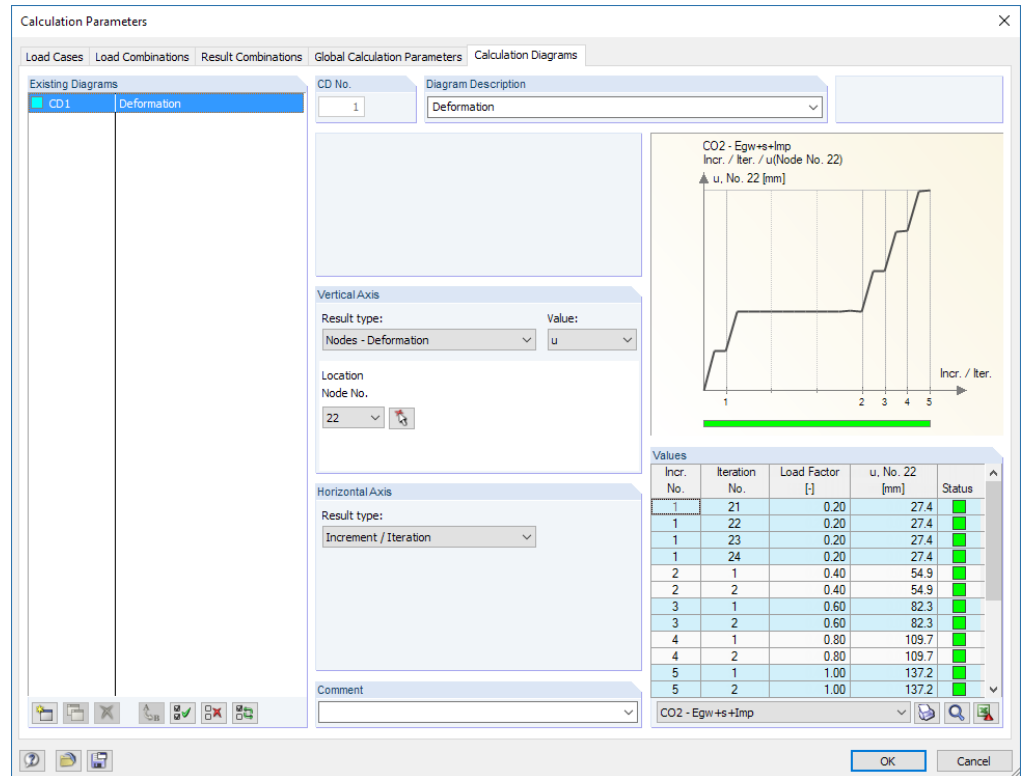 Calculation Parameters
Load Cases Load Combinations Result Combinations Global Calculation Parameters Calculation Diagrams
Existing Diagrams
CD1 Deformation
CD No.
1
Diagram Description
Deformation
Vertical Axis
Result type: Value:
Nodes - Deformation u
Location
Node No.
22
Horizontal Axis
Result type:
Increment / Iteration
Comment
CO2 - Egw+s+Imp
Incr. / Iter. / u(Node No. 22)
u, No. 22 [mm]
Incr. / Iter.
1 2 3 4 5
Values
Incr. Iteration Load Factor u, No. 22
No. No. [-] [mm] Status
1 21 0.20 27.4
1 22 0.20 27.4
1 23 0.20 27.4
1 24 0.20 27.4
2 1 0.40 54.9
2 2 0.40 54.9
3 1 0.60 82.3
3 2 0.60 82.3
4 1 0.80 109.7
4 2 0.80 109.7
5 1 1.00 137.2
5 2 1.00 137.2
CO2 - Egw+s+Imp
OK Cancel